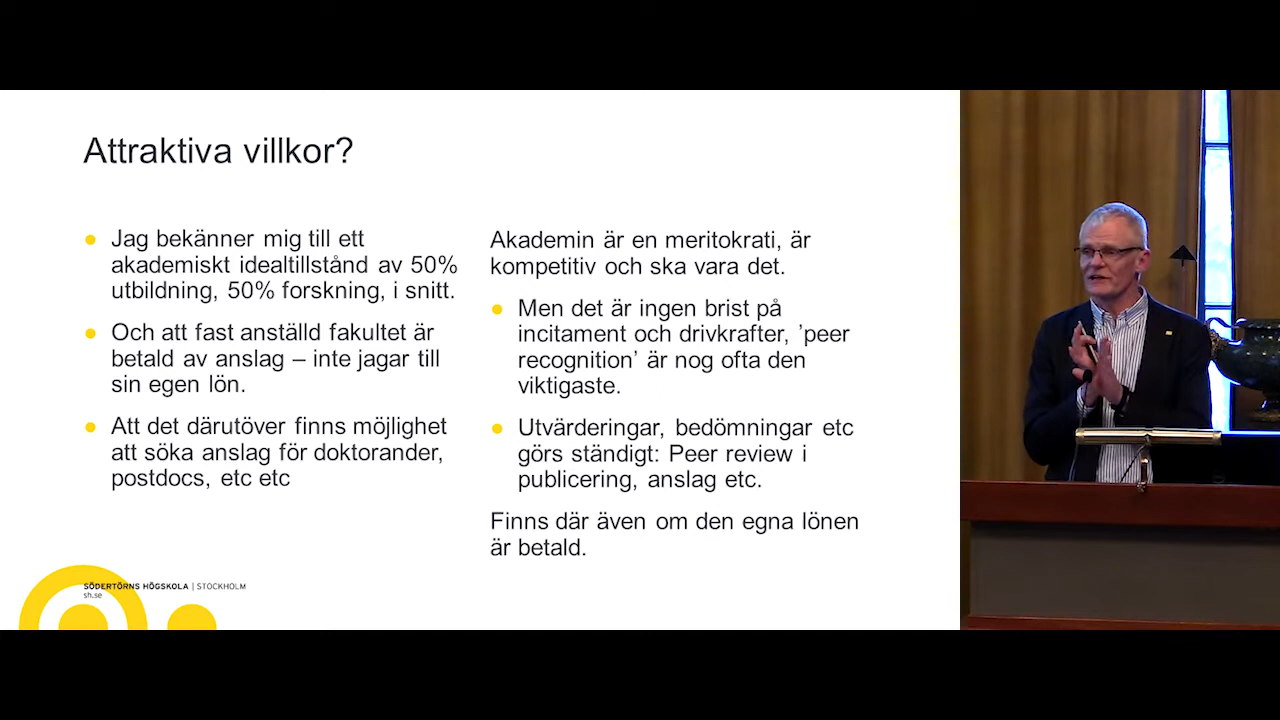 Attraktiva villkor?
Jag bekänner mig till ett
akademiskt idealtillstånd av 50%
utbildning, 50% forskning, i snitt.
Och att fast anställd fakultet är
betald av anslag – inte jagar till
sin egen lön.
Att det därutöver finns möjlighet
att söka anslag för doktorander,
postdocs, etc etc
Akademin är en meritokrati, är
kompetitiv och ska vara det.
Men det är ingen brist på
incitament och drivkrafter, ’peer
recognition’ är nog ofta den
viktigaste.
Utvärderingar, bedömningar etc
görs ständigt: Peer review i
publicering, anslag etc.
Finns där även om den egna lönen
är betald.
SÖDERTÖRNS HÖGSKOLA | STOCKHOLM
sh.se